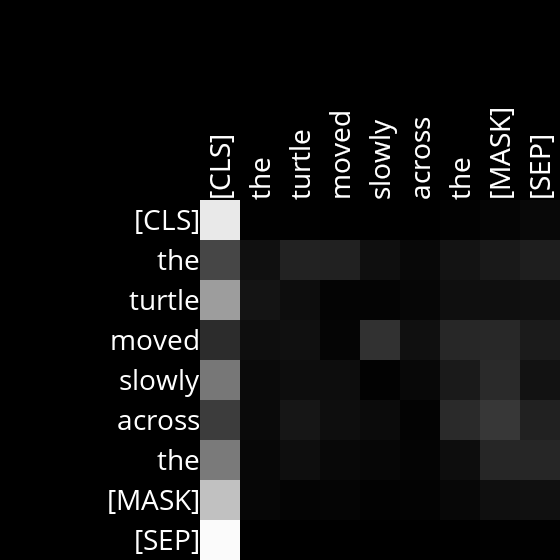 [CLS] the turtle moved slowly across the [MASK] [SEP]
[CLS]
the
turtle
moved
slowly
across
the
[MASK]
[SEP]